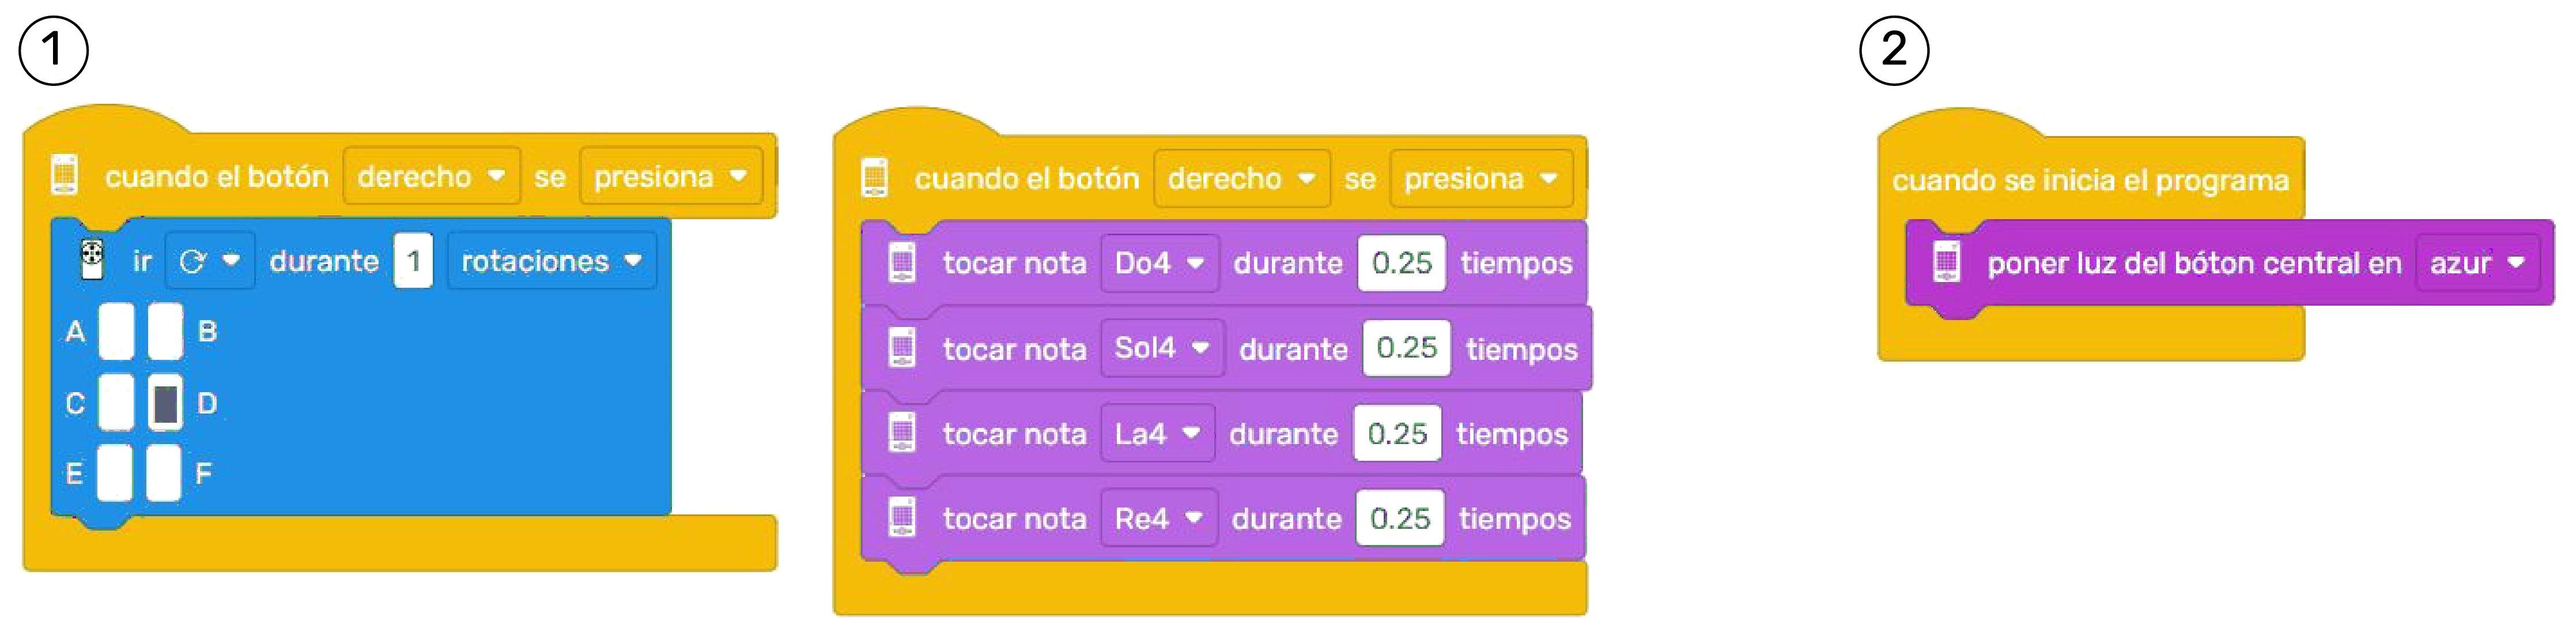 1
cuando el botón derecho se presiona
ir durante 1 rotaciones
A B
C D
E F
cuando el botón derecho se presiona
tocar nota Do4 durante 0.25 tiempos
tocar nota Sol4 durante 0.25 tiempos
tocar nota La4 durante 0.25 tiempos
tocar nota Re4 durante 0.25 tiempos
2
cuando se inicia el programa
poner luz del bóton central en azur